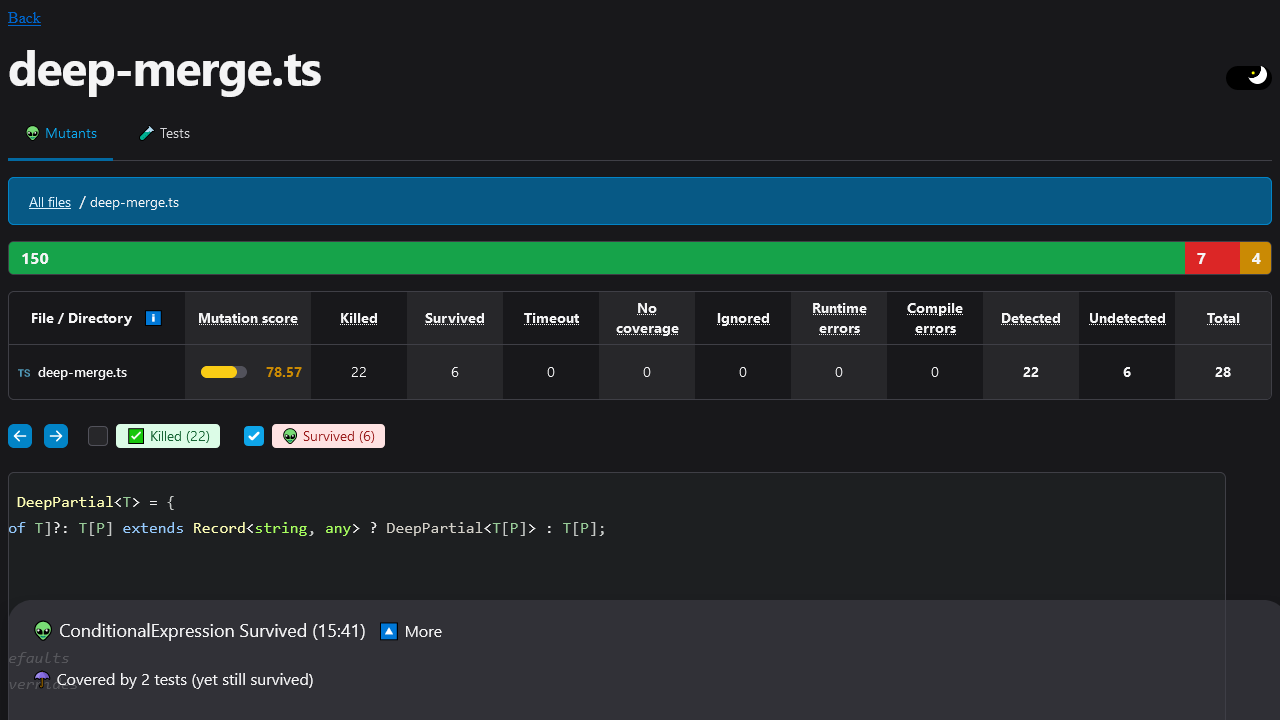 Back
deep-merge.ts
Mutants Tests
All files / deep-merge.ts
150 7 4
File / Directory Mutation score Killed Survived Timeout No coverage Ignored Runtime errors Compile errors Detected Undetected Total
TS deep-merge.ts 78.57 22 6 0 0 0 0 0 22 6 28
Killed (22) Survived (6)
DeepPartial<T> = {
of T]?: T[P] extends Record<string, any> ? DeepPartial<T[P]> : T[P];
ConditionalExpression Survived (15:41) More
efaults
Covered by 2 tests (yet still survived)
verrides